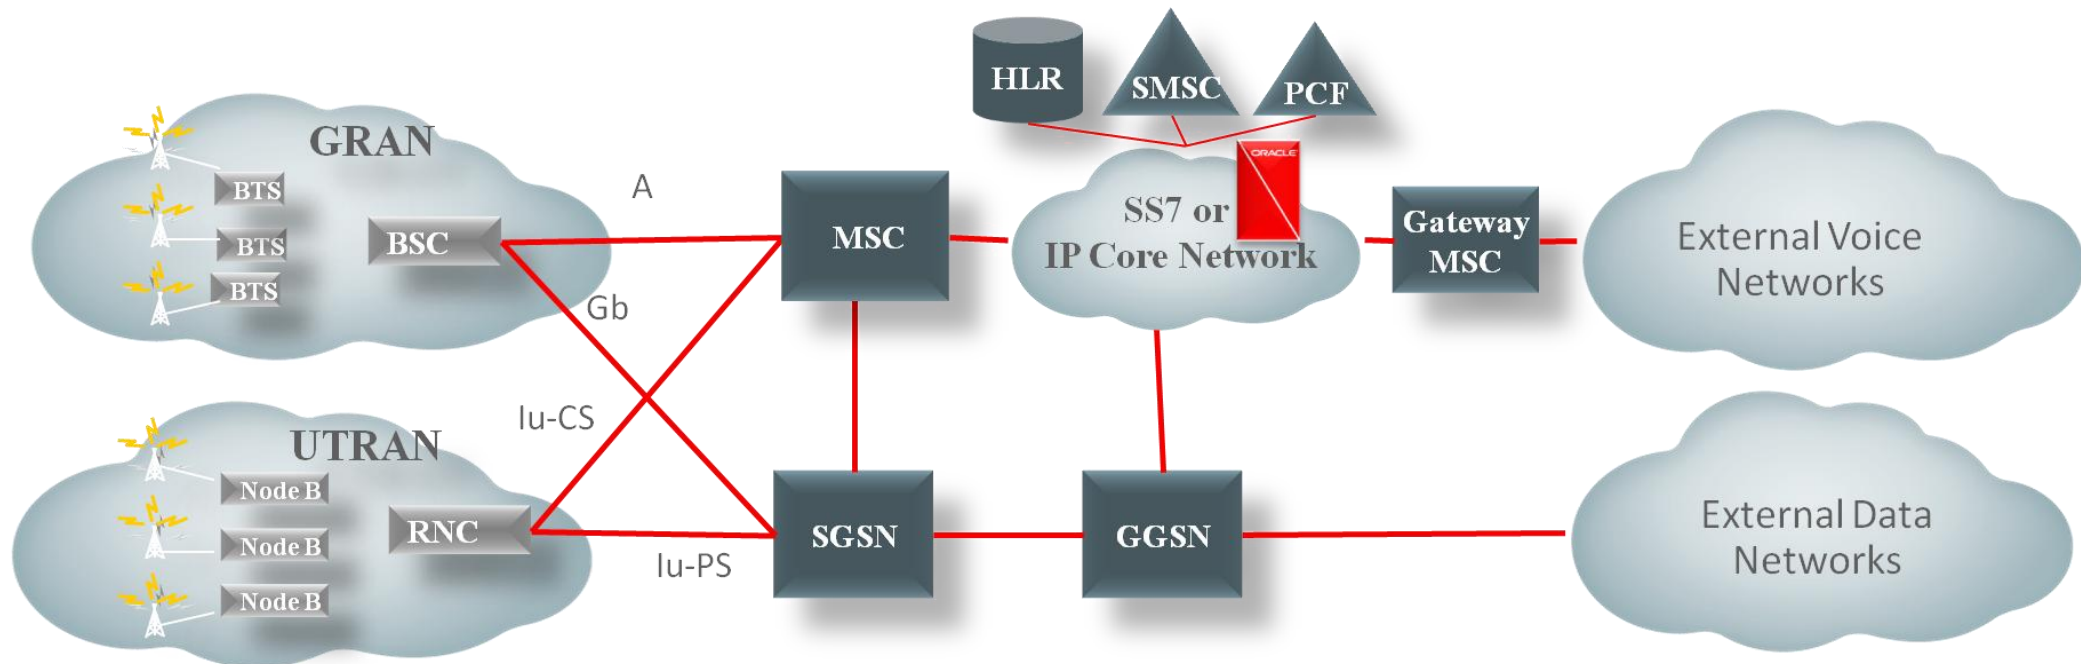 HLR
SMSC
PCF
GRAN
BTS
BTS
BTS
BSC
A
Gb
MSC
ORACLE
SS7 or
IP Core Network
Gateway
MSC
External Voice
Networks
UTRAN
Node B
Node B
Node B
RNC
Iu-CS
Iu-PS
SGSN
GGSN
External Data
Networks